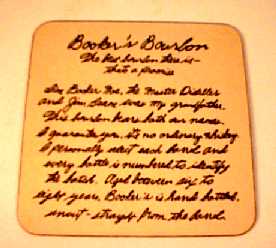 Booker's Bourbon
The best bourbon there is—
that's a promise
I'm Booker Noe, the Master Distiller
and Jim Beam was my grandfather.
This bourbon bears both our names.
I guarantee you, it's no ordinary whiskey
I personally select each barrel and
every bottle is numbered to identify
the batch. Aged between six to
eight years, Booker's is hand bottled,
uncut - straight from the barrel.